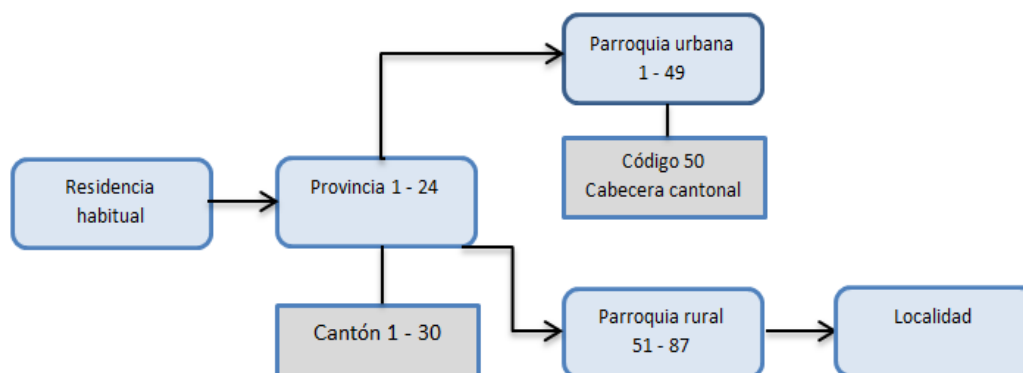 Parroquia urbana
1 - 49
Código 50
Cabecera cantonal
Residencia
habitual
Provincia 1 - 24
Cantón 1 - 30
Parroquia rural
51 - 87
Localidad